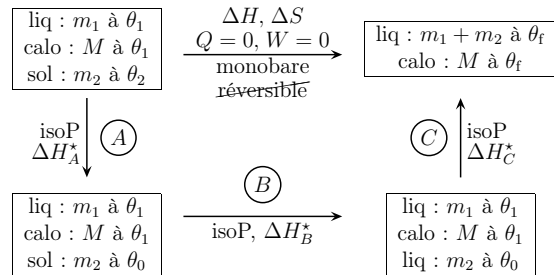 liq : m₁ à θ₁
calo : M à θ₁
sol : m₂ à θ₂
ΔH, ΔS
Q = 0, W = 0
monobare
réversible
liq : m₁ + m₂ à θf
calo : M à θf
isoP
ΔH*A
A
B
C
isoP
ΔH*C
liq : m₁ à θ₁
calo : M à θ₁
sol : m₂ à θ₀
isoP, ΔH*B
liq : m₁ à θ₁
calo : M à θ₁
liq : m₂ à θ₀